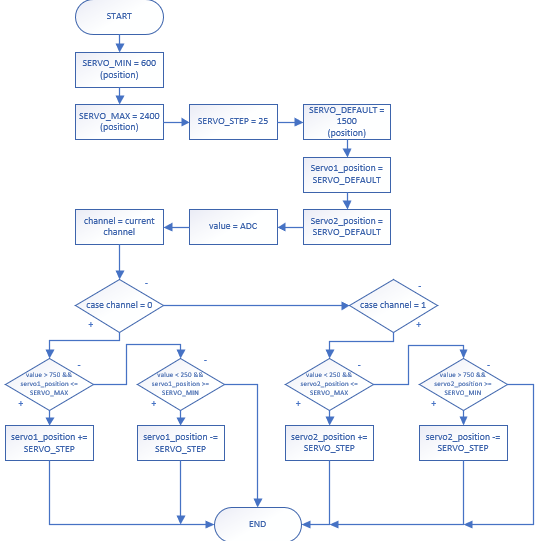 START
SERVO_MIN = 600
(position)
SERVO_MAX = 2400
(position)
SERVO_STEP = 25
SERVO_DEFAULT =
1500
(position)
Servo1_position =
SERVO_DEFAULT
channel = current
channel
value = ADC
Servo2_position =
SERVO_DEFAULT
-
case channel = 0
+
-
case channel = 1
+
-
value > 750 &&
servo1_position <=
SERVO_MAX
+
-
value < 250 &&
servo1_position >=
SERVO_MIN
+
-
value < 250 &&
servo2_position <=
SERVO_MAX
+
-
value > 750 &&
servo2_position >=
SERVO_MIN
+
servo1_position +=
SERVO_STEP
servo1_position -=
SERVO_STEP
servo2_position +=
SERVO_STEP
servo2_position -=
SERVO_STEP
END